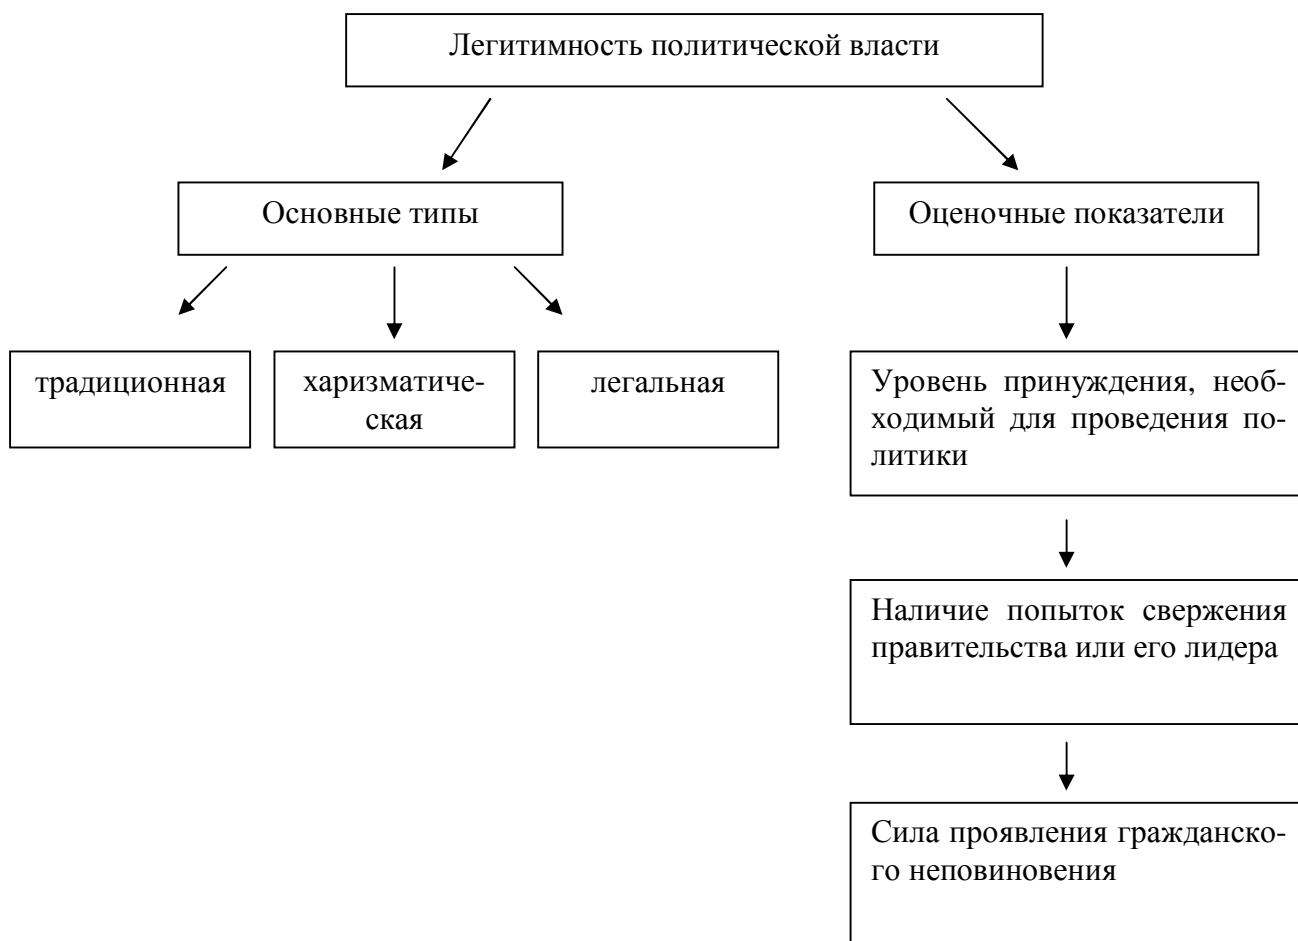 Легитимность политической власти
Основные типы
Оценочные показатели
традиционная
харизматиче-
ская
легальная
Уровень принуждения, необ-
ходимый для проведения по-
литики
Наличие попыток свержения
правительства или его лидера
Сила проявления гражданско-
го неповиновения